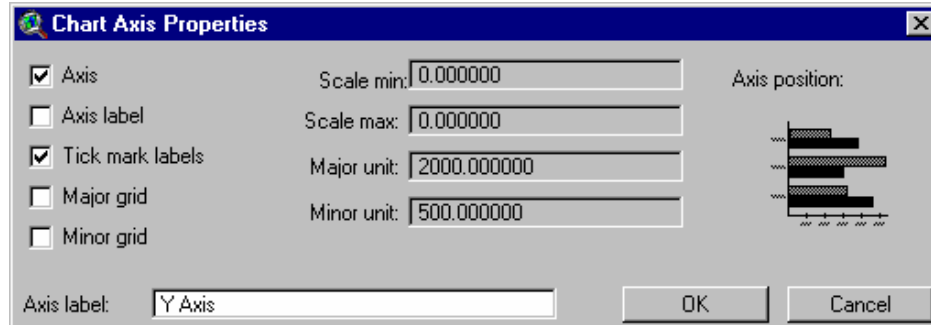 Chart Axis Properties
Axis
Axis label
Tick mark labels
Major grid
Minor grid
Scale min: 0.000000
Scale max: 0.000000
Major unit: 2000.000000
Minor unit: 500.000000
Axis position:
Axis label: Y Axis
OK
Cancel